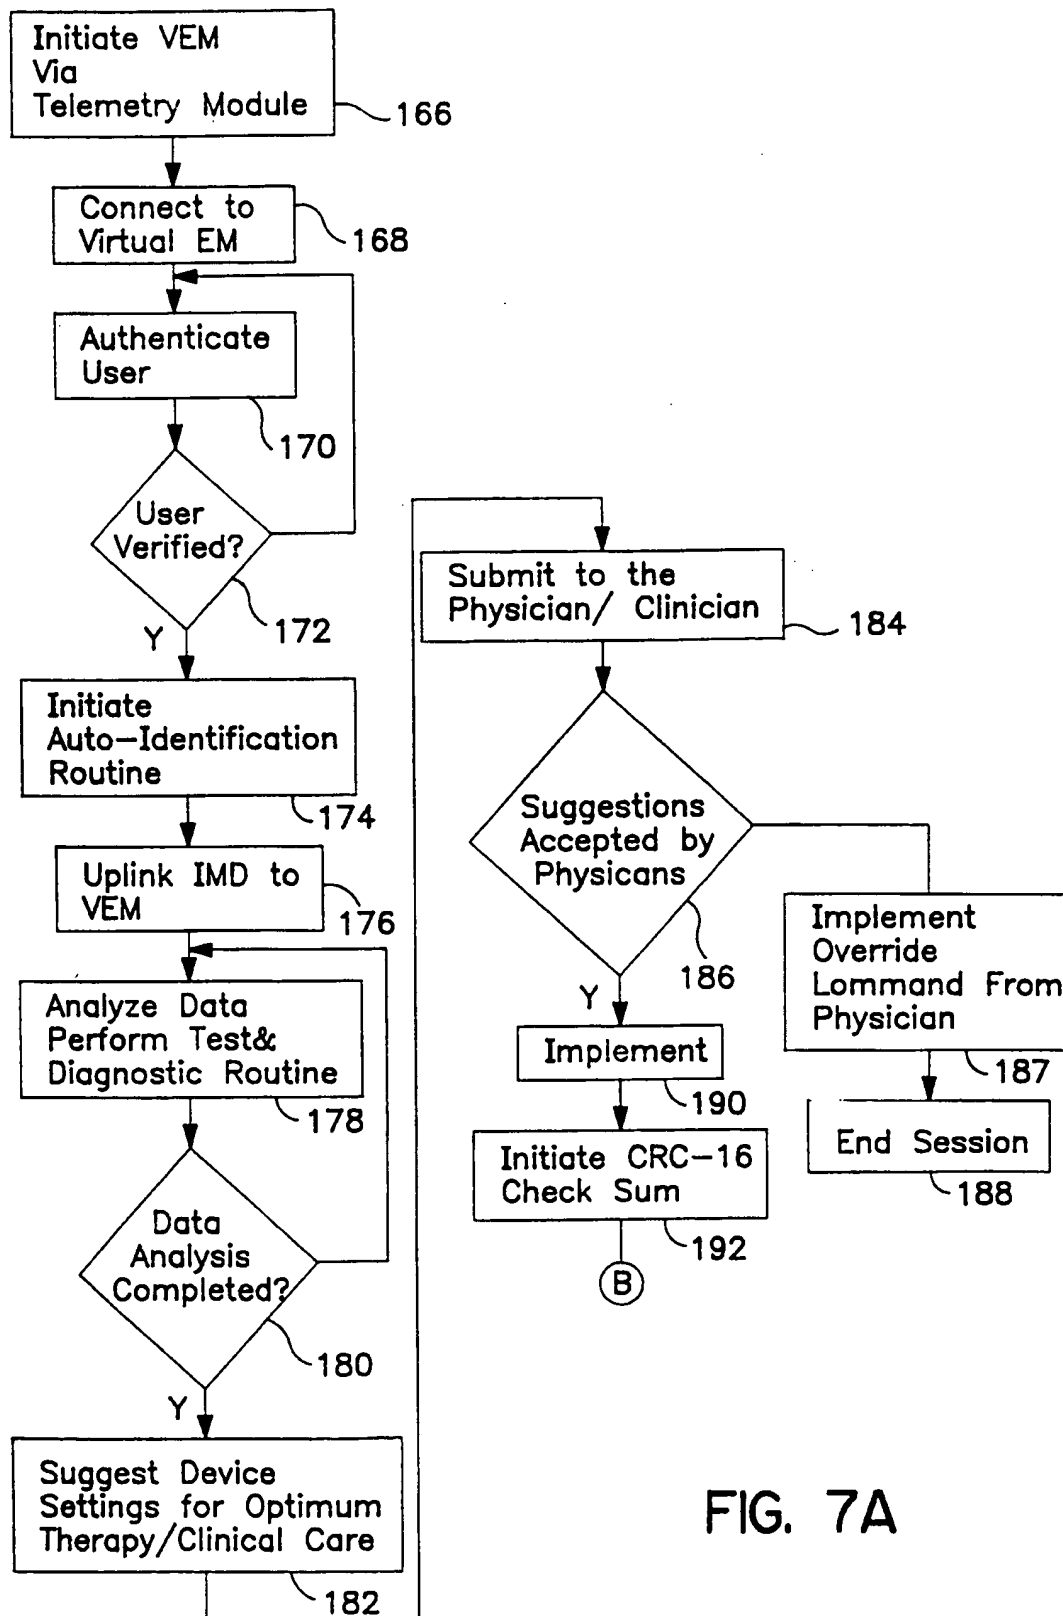 Initiate VEM
Via
Telemetry Module
166
Connect to
Virtual EM
168
Authenticate
User
170
User
Verified?
172
Y
Initiate
Auto-Identification
Routine
174
Uplink IMD to
VEM
176
Analyze Data
Perform Test&
Diagnostic Routine
178
Data
Analysis
Completed?
180
Y
Suggest Device
Settings for Optimum
Therapy/Clinical Care
182
Submit to the
Physician/ Clinician
184
Suggestions
Accepted by
Physicans
186
Implement
Override
Lommand From
Physician
187
End Session
188
Y
Implement
190
Initiate CRC-16
Check Sum
192
B
FIG. 7A